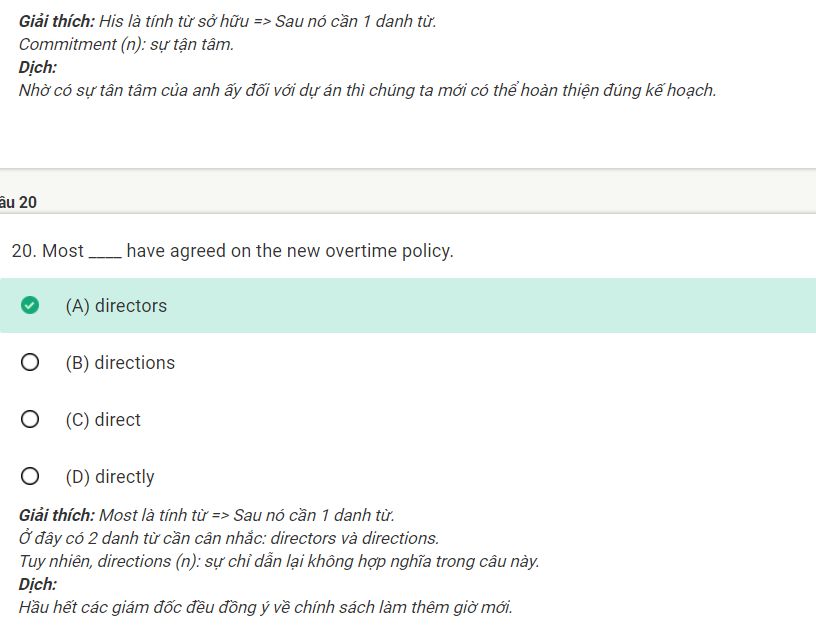 Giải thích: His là tính từ sở hữu => Sau nó cần 1 danh từ.
Commitment (n): sự tận tâm.
Dịch:
Nhờ có sự tân tâm của anh ấy đối với dự án thì chúng ta mới có thể hoàn thiện đúng kế hoạch.
âu 20
20. Most ____ have agreed on the new overtime policy.
(A) directors
(B) directions
(C) direct
(D) directly
Giải thích: Most là tính từ => Sau nó cần 1 danh từ.
Ở đây có 2 danh từ cần cân nhắc: directors và directions.
Tuy nhiên, directions (n): sự chỉ dẫn lại không hợp nghĩa trong câu này.
Dịch:
Hầu hết các giám đốc đều đồng ý về chính sách làm thêm giờ mới.